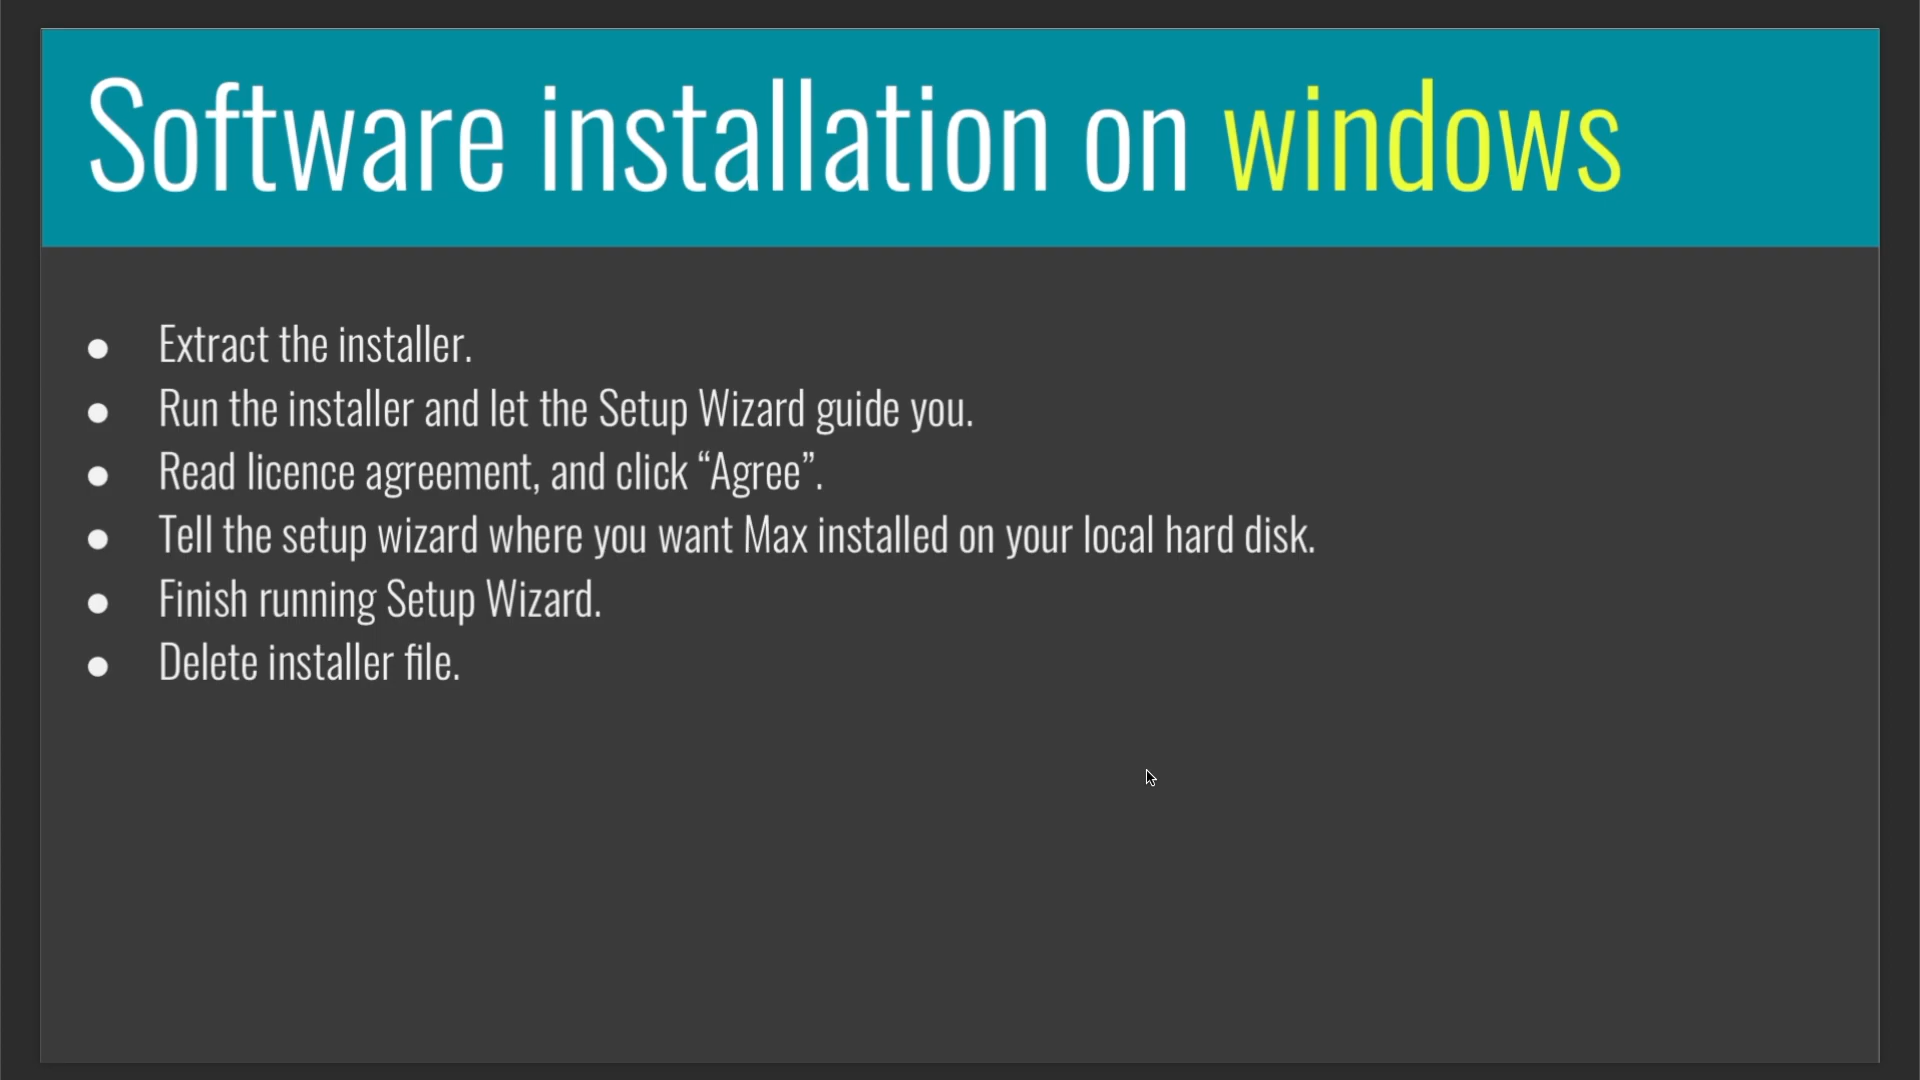 Software installation on windows
● Extract the installer.
● Run the installer and let the Setup Wizard guide you.
● Read licence agreement, and click “Agree”.
● Tell the setup wizard where you want Max installed on your local hard disk.
● Finish running Setup Wizard.
● Delete installer file.